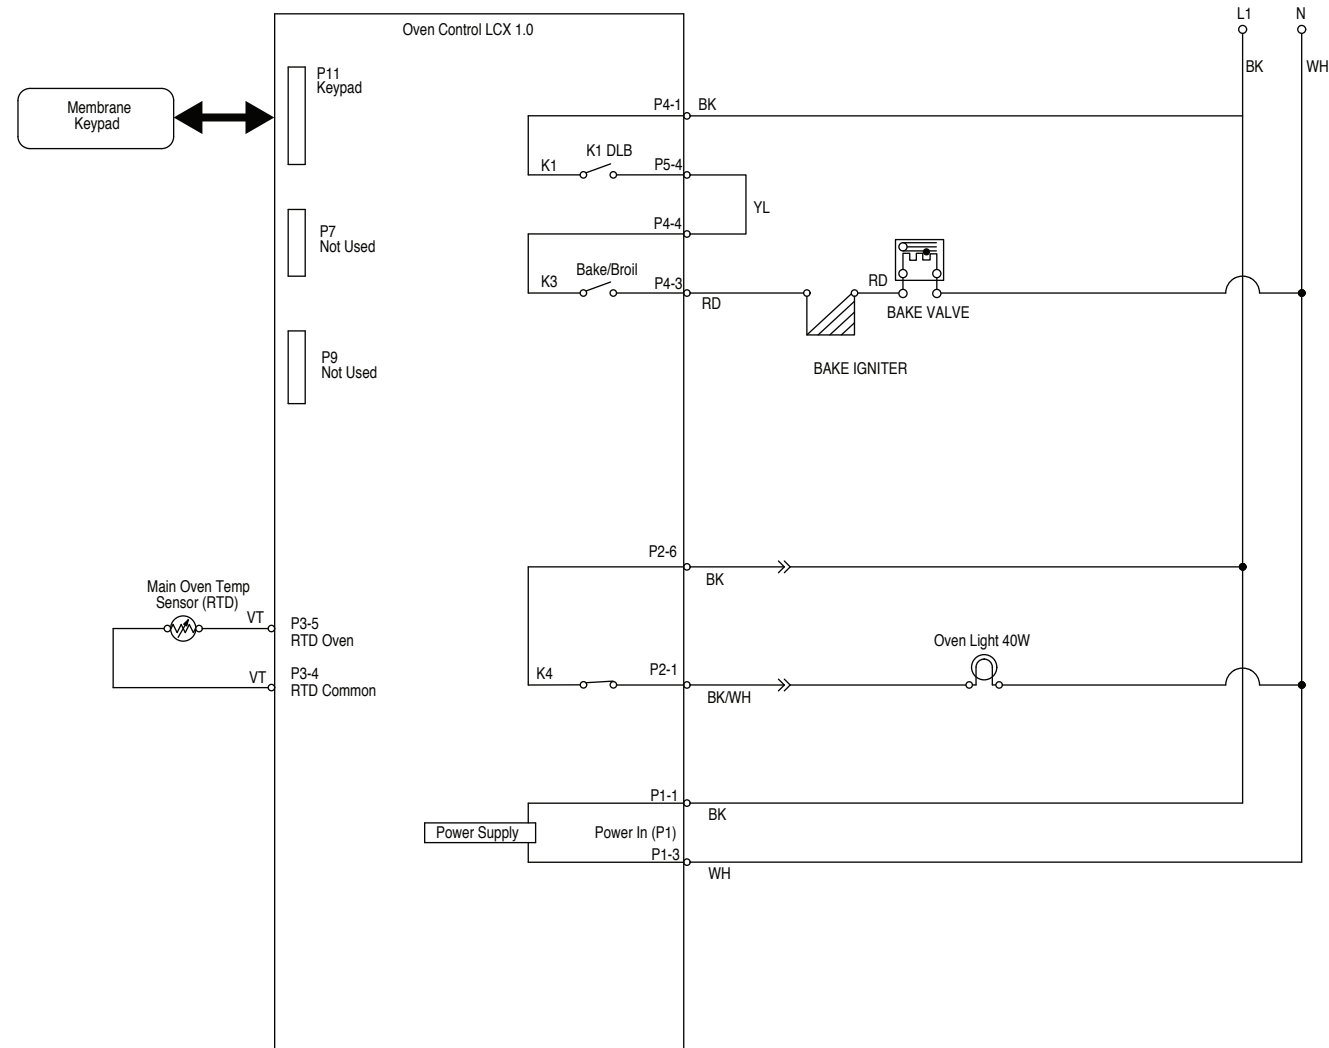 L1
N
Oven Control LCX 1.0
BK
WH
P11
Keypad
Membrane
Keypad
P4-1
BK
K1 DLB
K1
P5-4
YL
P7
Not Used
P4-4
Bake/Broil
K3
P4-3
RD
RD
BAKE VALVE
BAKE IGNITER
P9
Not Used
P2-6
BK
Main Oven Temp
Sensor (RTD)
VT
P3-5
RTD Oven
VT
P3-4
RTD Common
K4
P2-1
BK/WH
Oven Light 40W
P1-1
BK
Power Supply
Power In (P1)
P1-3
WH